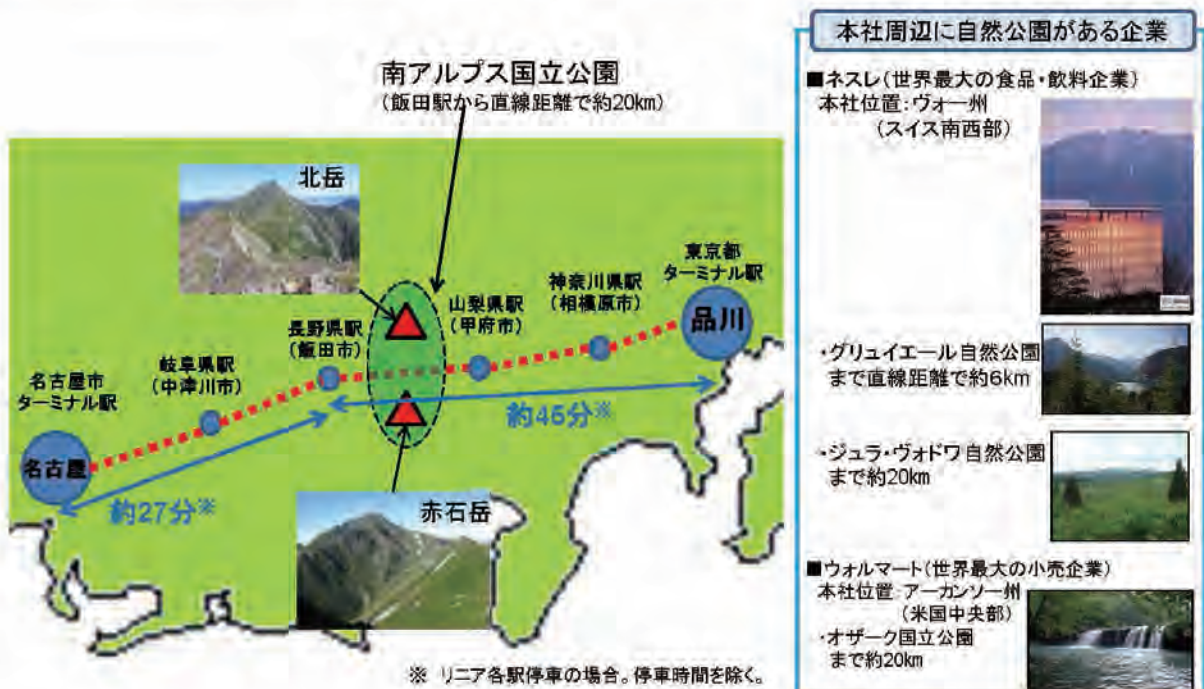 南アルプス国立公園
(飯田駅から直線距離で約20km)
北岳
東京都
ターミナル駅
神奈川県駅
(相模原市)
品川
山梨県駅
(甲府市)
長野県駅
(飯田市)
岐阜県駅
(中津川市)
名古屋市
ターミナル駅
名古屋
約45分※
約27分※
赤石岳
※ リニア各駅停車の場合。停車時間を除く。
本社周辺に自然公園がある企業
■ネスレ(世界最大の食品・飲料企業)
本社位置:ヴォー州
(スイス南西部)
・グリュイエール自然公園
まで直線距離で約6km
・ジュラ・ヴォドワ自然公園
まで約20km
■ウォルマート(世界最大の小売企業)
本社位置:アーカンソー州
(米国中央部)
・オザーク国立公園
まで約20km